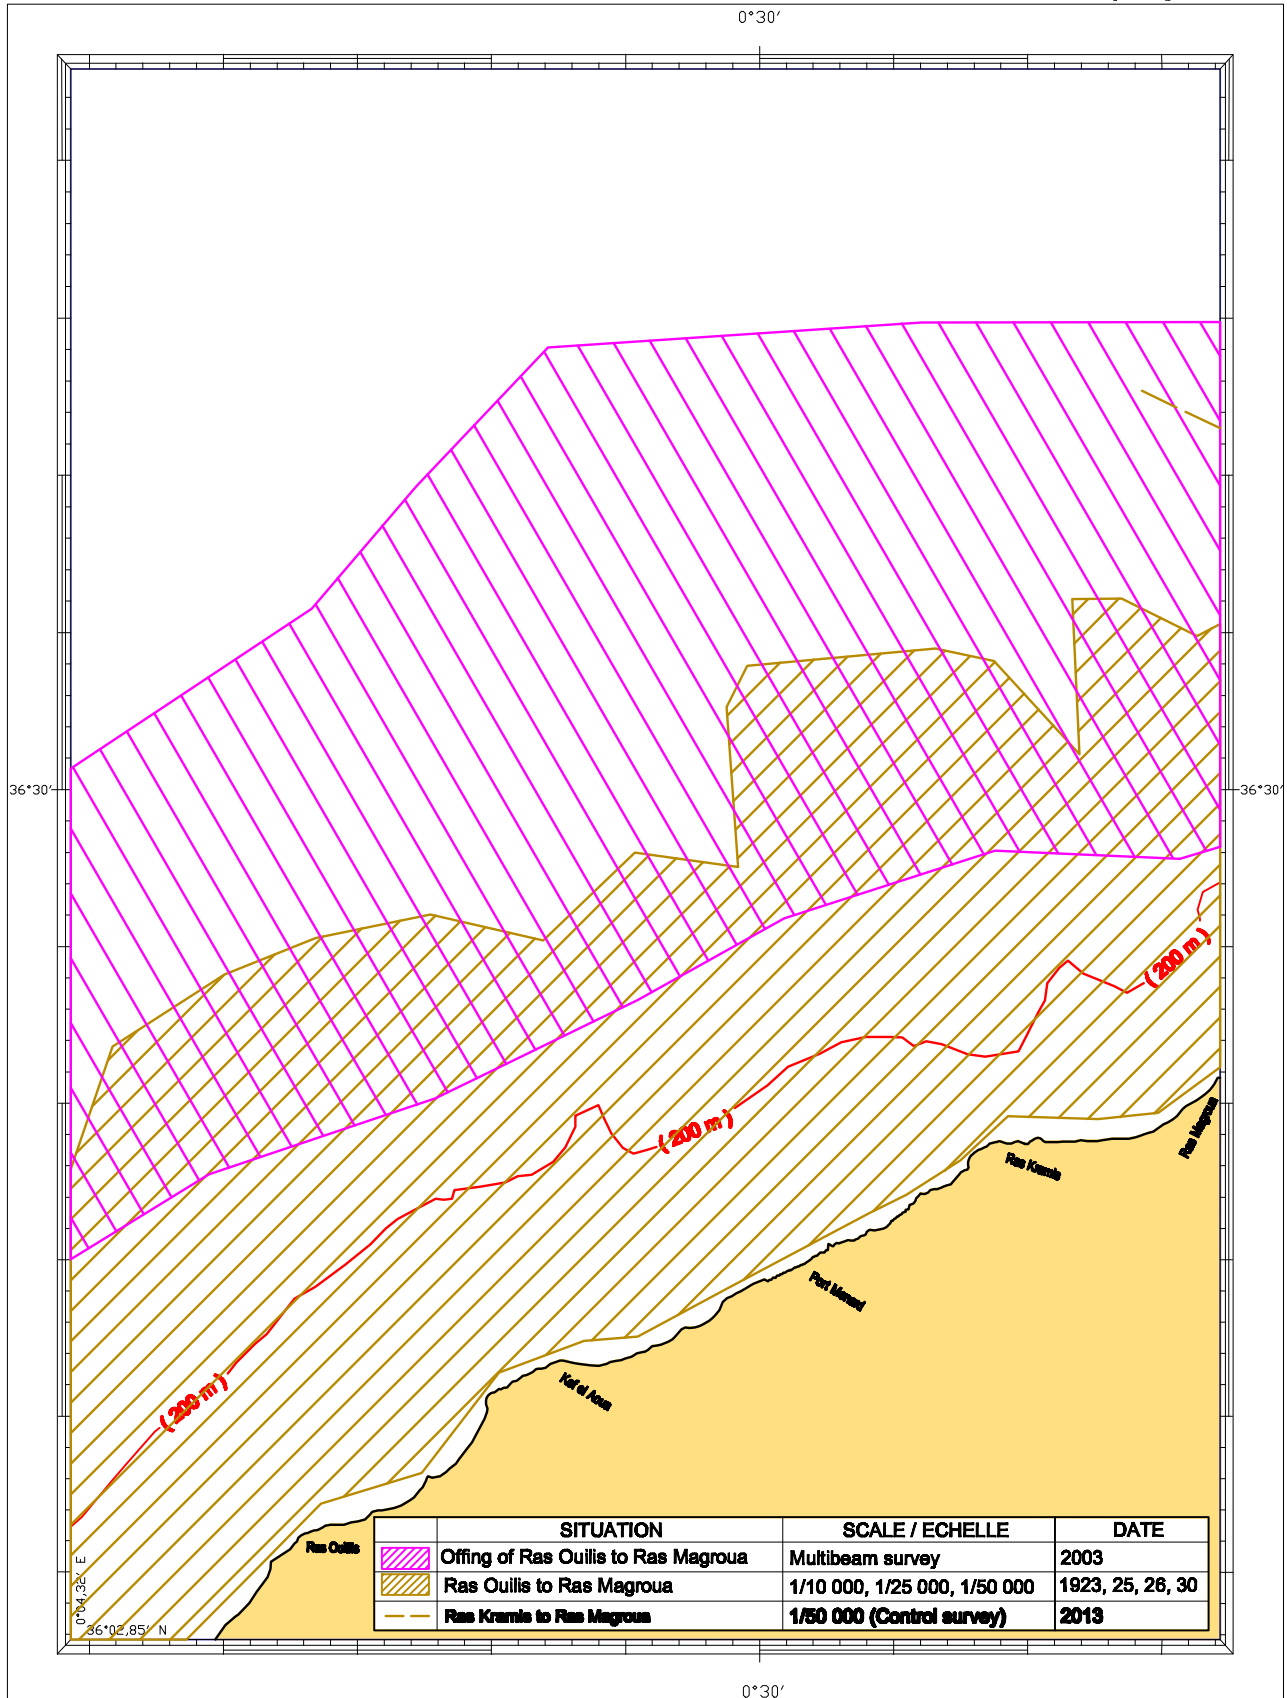 0°30′
36°30′
36°30′
( 200 m )
( 200 m )
( 200 m )
Ras Magroua
Ras Kramis
Port Menard
Kef el Aoua
Ras Ouilis
SITUATION SCALE / ECHELLE DATE
Offing of Ras Ouilis to Ras Magroua Multibeam survey 2003
Ras Ouilis to Ras Magroua 1/10 000, 1/25 000, 1/50 000 1923, 25, 26, 30
Ras Kramis to Ras Magroua 1/50 000 (Control survey) 2013
0°04,32′ E
36°02,85′ N
0°30′